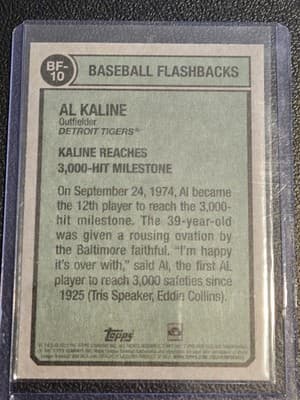 BF-
10
BASEBALL FLASHBACKS
AL KALINE
Outfielder
DETROIT TIGERS®
KALINE REACHES
3,000-HIT MILESTONE
On September 24, 1974, Al became
the 12th player to reach the 3,000-
hit milestone. The 39-year-old
was given a rousing ovation by
the Baltimore faithful. “I’m happy
it’s over with,” said Al, the first AL
player to reach 3,000 safeties since
1925 (Tris Speaker, Eddie Collins).
Topps